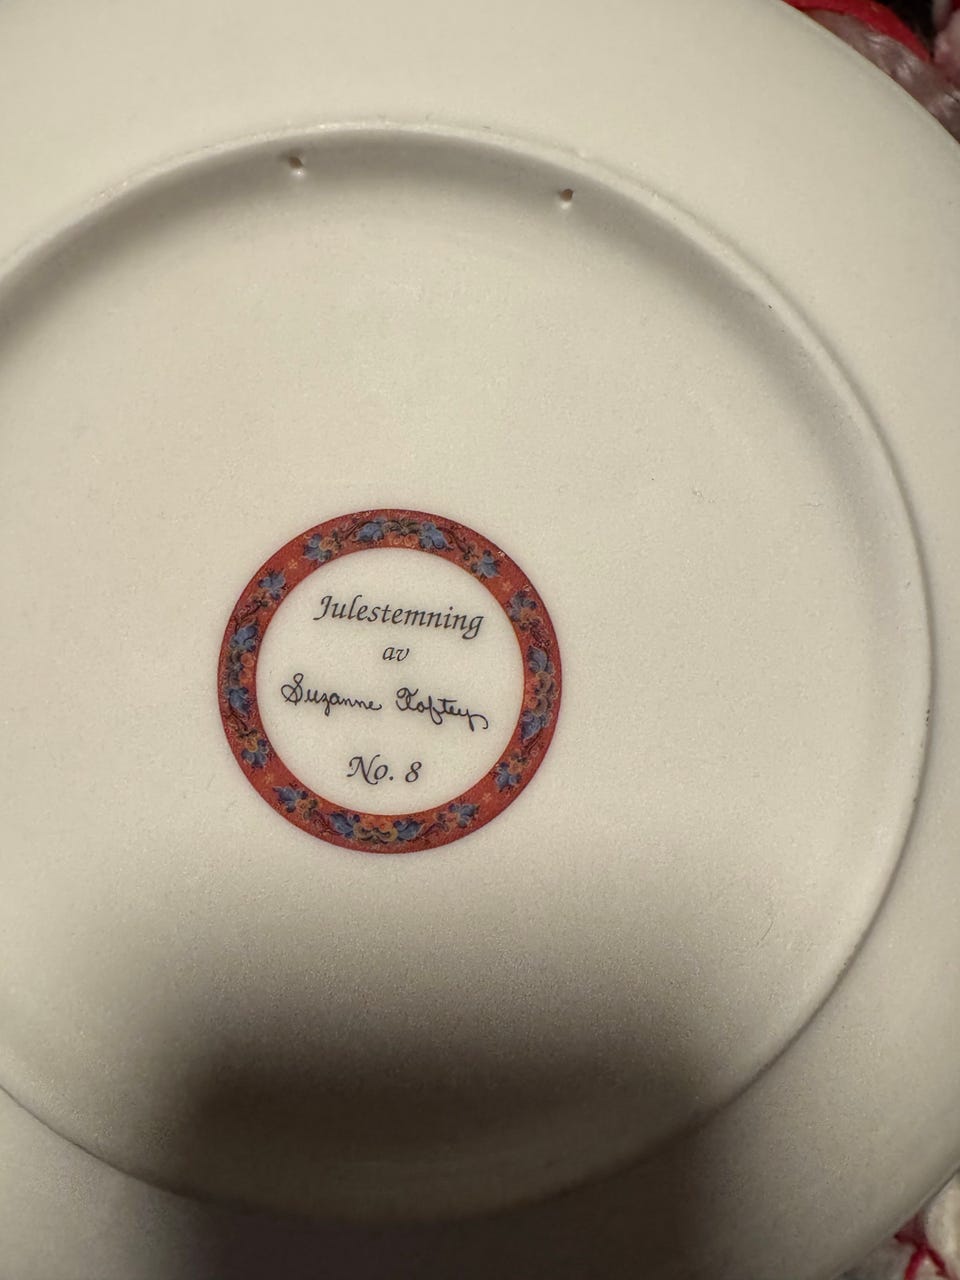 Julestemning
av
Suzanne Toftey
No. 8